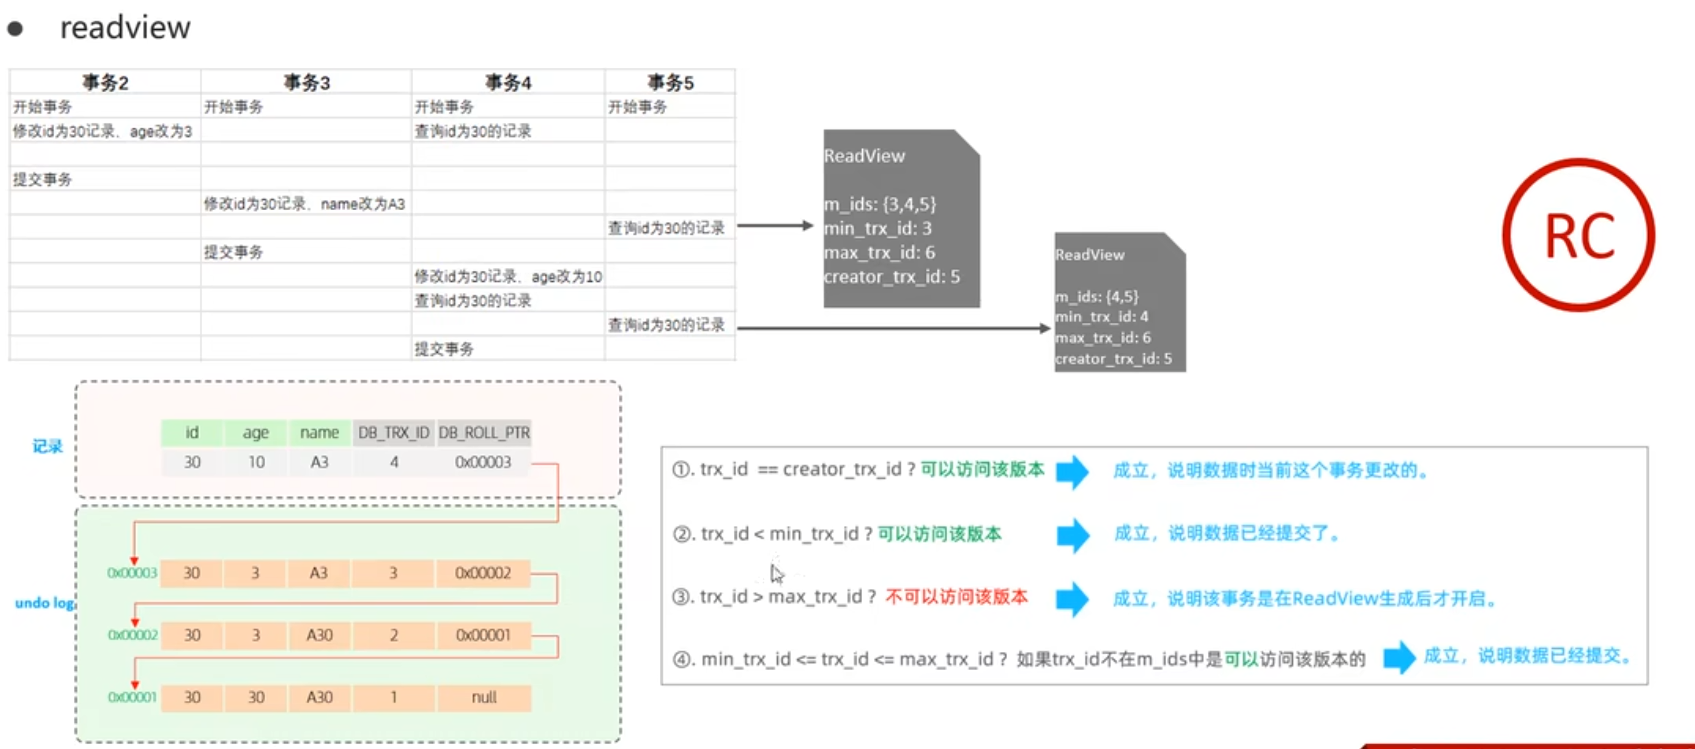 ● readview
事务2 事务3 事务4 事务5
开始事务 开始事务 开始事务 开始事务
修改id为30记录、age改为3 查询id为30的记录
提交事务
修改id为30记录、name改为A3
查询id为30的记录
提交事务
修改id为30记录、age改为10
查询id为30的记录
查询id为30的记录
提交事务
ReadView
m_ids: {3,4,5}
min_trx_id: 3
max_trx_id: 6
creator_trx_id: 5
ReadView
m_ids: {4,5}
min_trx_id: 4
max_trx_id: 6
creator_trx_id: 5
RC
记录
id age name DB_TRX_ID DB_ROLL_PTR
30 10 A3 4 0x00003
undo log
0x00003 30 3 A3 3 0x00002
0x00002 30 3 A30 2 0x00001
0x00001 30 30 A30 1 null
①. trx_id == creator_trx_id ? 可以访问该版本 成立，说明数据时当前这个事务更改的。
②. trx_id < min_trx_id ? 可以访问该版本 成立，说明数据已经提交了。
③. trx_id > max_trx_id ? 不可以访问该版本 成立，说明该事务是在ReadView生成后才开启。
④. min_trx_id <= trx_id <= max_trx_id ? 如果trx_id不在m_ids中是可以访问该版本的 成立，说明数据已经提交。